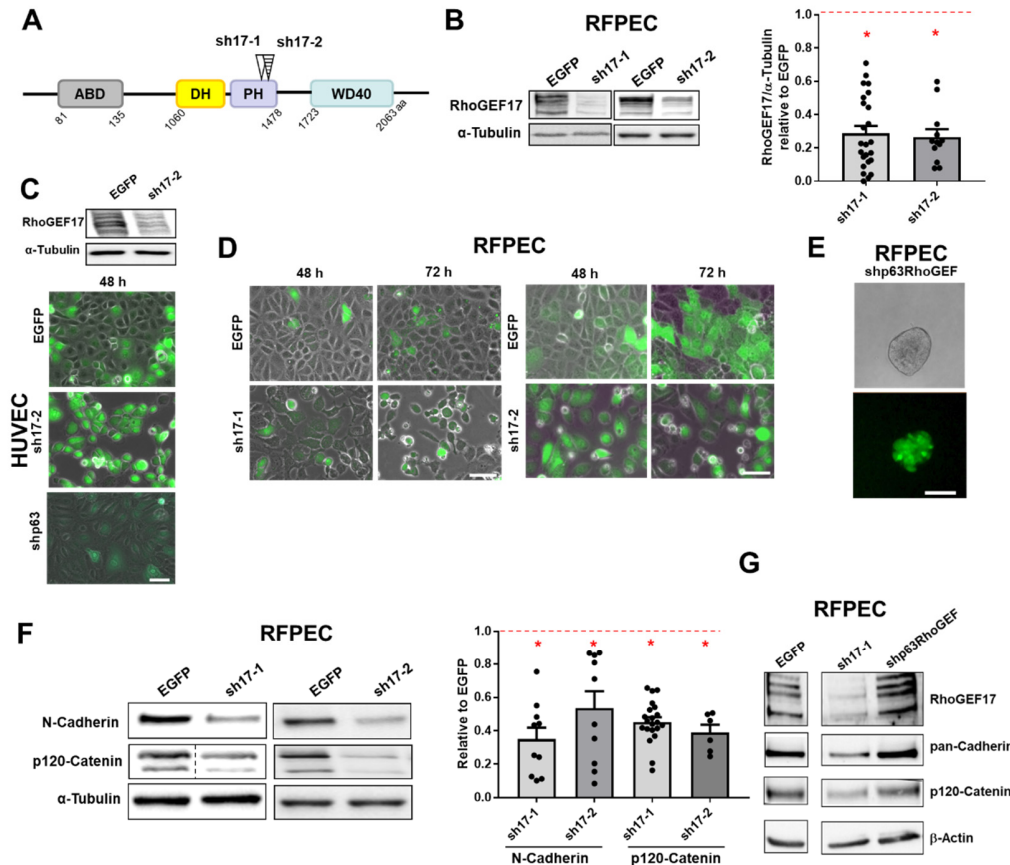 A
sh17-1 sh17-2
ABD DH PH WD40
81 135 1060 1478 1723 2063 aa
B
RFPEC
EGFP sh17-1 EGFP sh17-2
RhoGEF17
α-Tubulin
RhoGEF17/α-Tubulin
relative to EGFP
1.0
0.8
0.6
0.4
0.2
0.0
* *
sh17-1 sh17-2
C
EGFP sh17-2
RhoGEF17
α-Tubulin
48 h
HUVEC
EGFP
sh17-2
shp63
D
RFPEC
48 h 72 h 48 h 72 h
EGFP EGFP
sh17-1 sh17-2
E
RFPEC
shp63RhoGEF
F
RFPEC
EGFP sh17-1 EGFP sh17-2
N-Cadherin
p120-Catenin
α-Tubulin
Relative to EGFP
1.0
0.8
0.6
0.4
0.2
0.0
* * * *
sh17-1 sh17-2 sh17-1 sh17-2
N-Cadherin p120-Catenin
G
RFPEC
EGFP sh17-1 shp63RhoGEF
RhoGEF17
pan-Cadherin
p120-Catenin
β-Actin